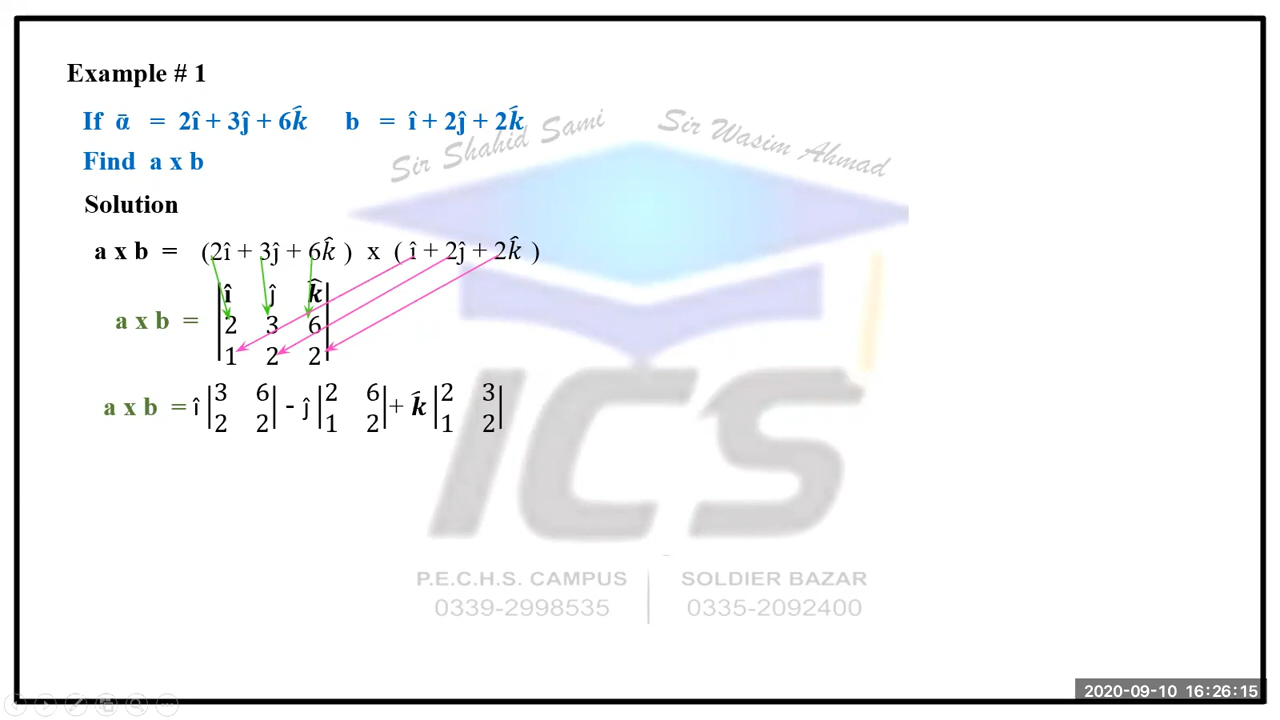 Example # 1
If ᾱ = 2î + 3ĵ + 6ḱ b = î + 2ĵ + 2ḱ
Find a x b
Sir Shahid Sami Sir Wasim Ahmad
Solution
a x b = (2î + 3ĵ + 6k̂ ) x ( î + 2ĵ + 2k̂ )
î ĵ k̂
a x b = 2 3 6
1 2 2
a x b = î |3 6| - ĵ |2 6| + ḱ |2 3|
|2 2| |1 2| |1 2|
ICS
P.E.C.H.S. CAMPUS SOLDIER BAZAR
0339-2998535 0335-2092400
2020-09-10 16:26:15